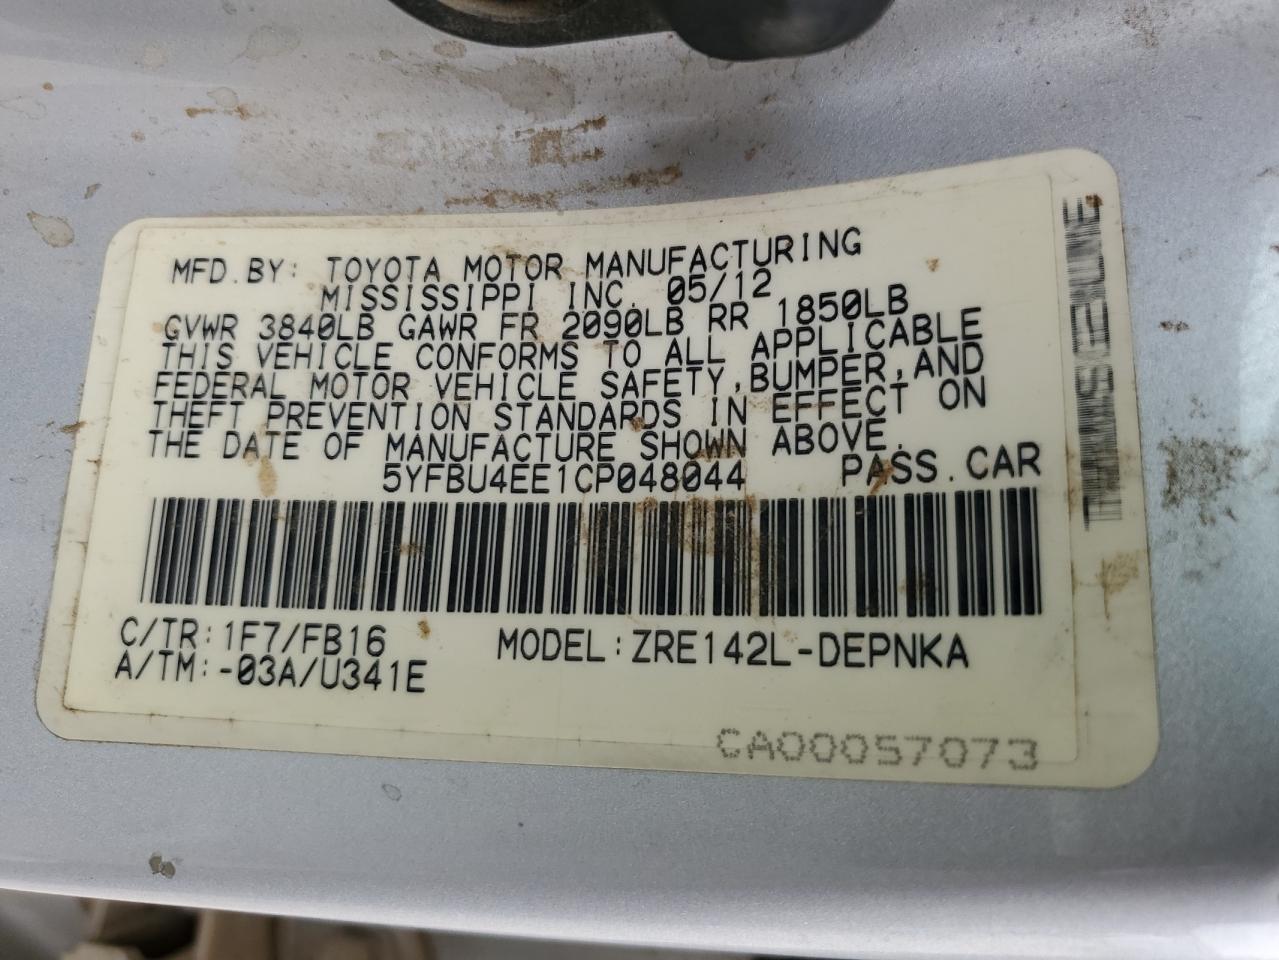 MFD.BY: TOYOTA MOTOR MANUFACTURING
MISSISSIPPI INC. 05/12
GVWR 3840LB GAWR FR 2090LB RR 1850LB
THIS VEHICLE CONFORMS TO ALL APPLICABLE
FEDERAL MOTOR VEHICLE SAFETY,BUMPER,AND
THEFT PREVENTION STANDARDS IN EFFECT ON
THE DATE OF MANUFACTURE SHOWN ABOVE.
5YFBU4EE1CP048044 PASS.CAR
C/TR:1F7/FB16 MODEL:ZRE142L-DEPNKA
A/TM:-03A/U341E
CA00057073